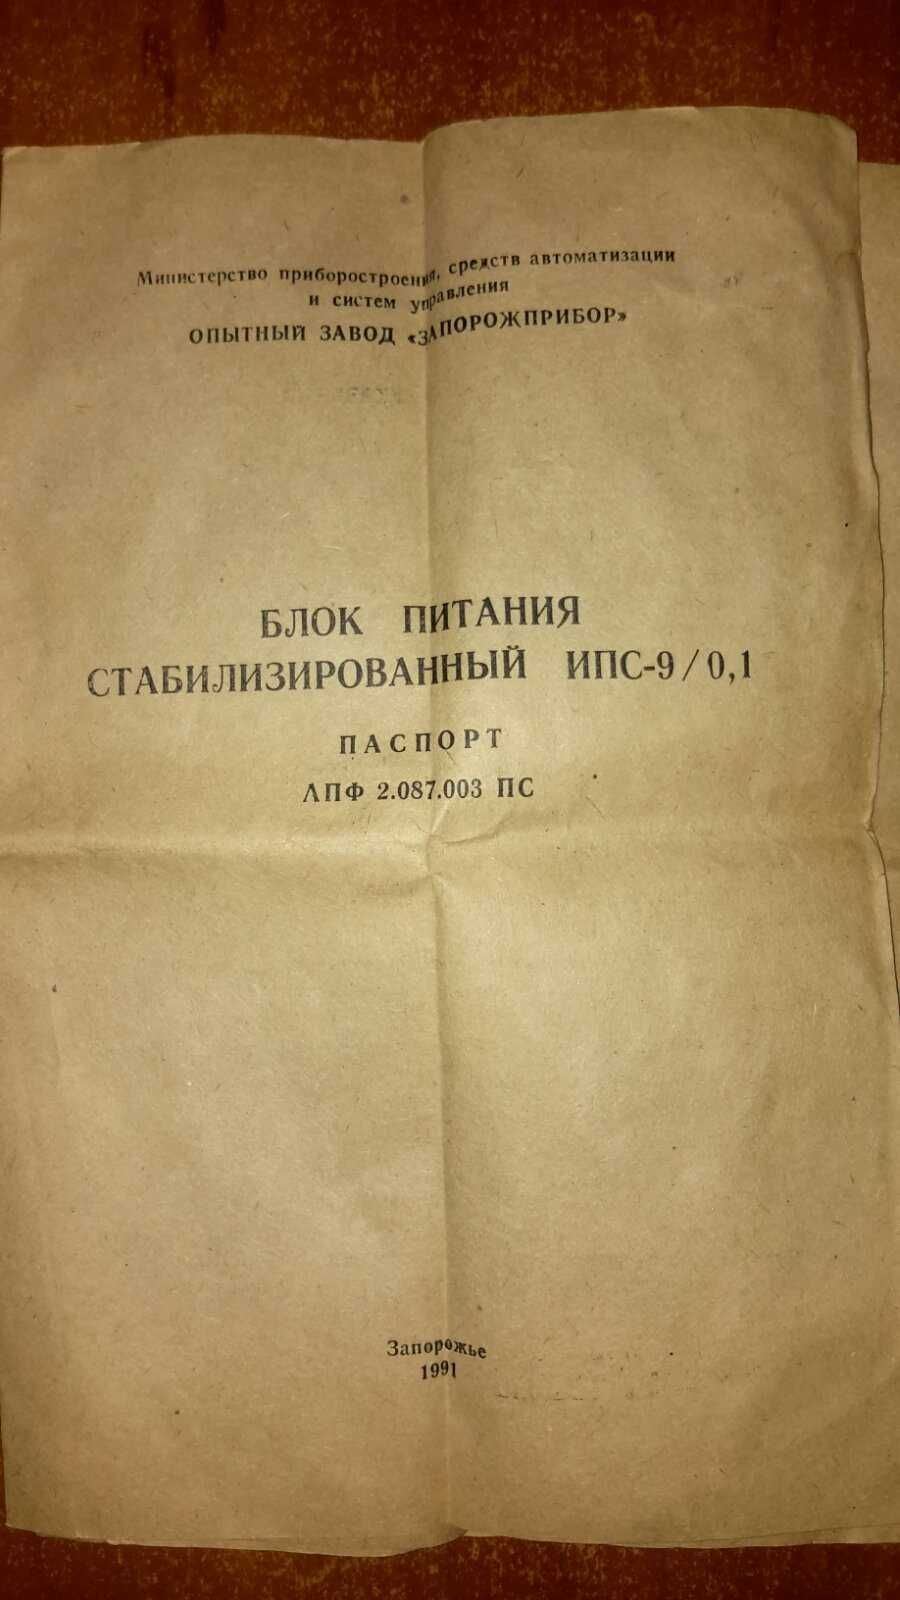 Министерство приборостроения, средств автоматизации
и систем управления
ОПЫТНЫЙ ЗАВОД «ЗАПОРОЖПРИБОР»
БЛОК ПИТАНИЯ
СТАБИЛИЗИРОВАННЫЙ ИПС-9/0,1
ПАСПОРТ
ЛПФ 2.087.003 ПС
Запорожье
1991